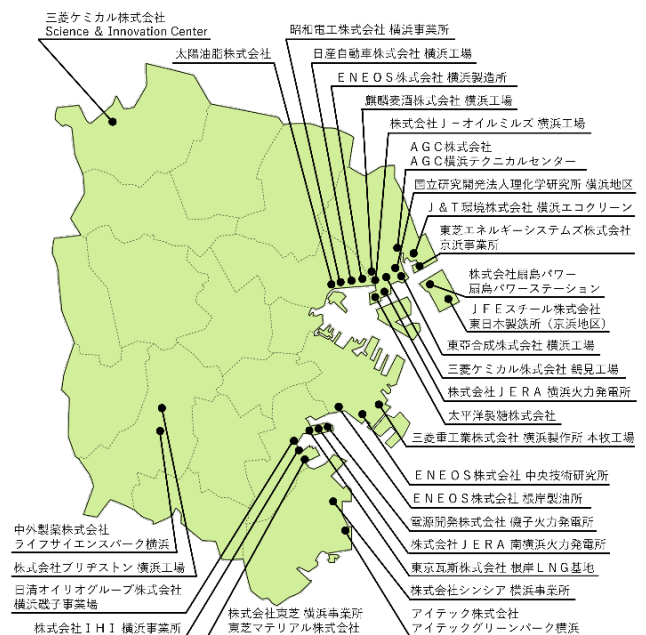 三菱ケミカル株式会社
Science & Innovation Center
昭和電工株式会社 横浜事業所
太陽油脂株式会社
日産自動車株式会社 横浜工場
ENEOS株式会社 横浜製造所
麒麟麦酒株式会社 横浜工場
株式会社J-オイルミルズ 横浜工場
AGC株式会社
AGC横浜テクニカルセンター
国立研究開発法人理化学研究所 横浜地区
J&T環境株式会社 横浜エコクリーン
東芝エネルギーシステムズ株式会社
京浜事業所
株式会社扇島パワー
扇島パワーステーション
JFEスチール株式会社
東日本製鉄所(京浜地区)
東亞合成株式会社 横浜工場
三菱ケミカル株式会社 鶴見工場
株式会社JERA 横浜火力発電所
太平洋製糖株式会社
三菱重工業株式会社 横浜製作所 本牧工場
ENEOS株式会社 中央技術研究所
ENEOS株式会社 根岸製油所
電源開発株式会社 磯子火力発電所
株式会社JERA 南横浜火力発電所
東京瓦斯株式会社 根岸LNG基地
株式会社シンシア 横浜事業所
アイテック株式会社
アイテックグリーンパーク横浜
中外製薬株式会社
ライフサイエンスパーク横浜
株式会社ブリヂストン 横浜工場
日清オイリオグループ株式会社
横浜磯子事業場
株式会社IHI 横浜事業所
株式会社東芝 横浜事業所
東芝マテリアル株式会社